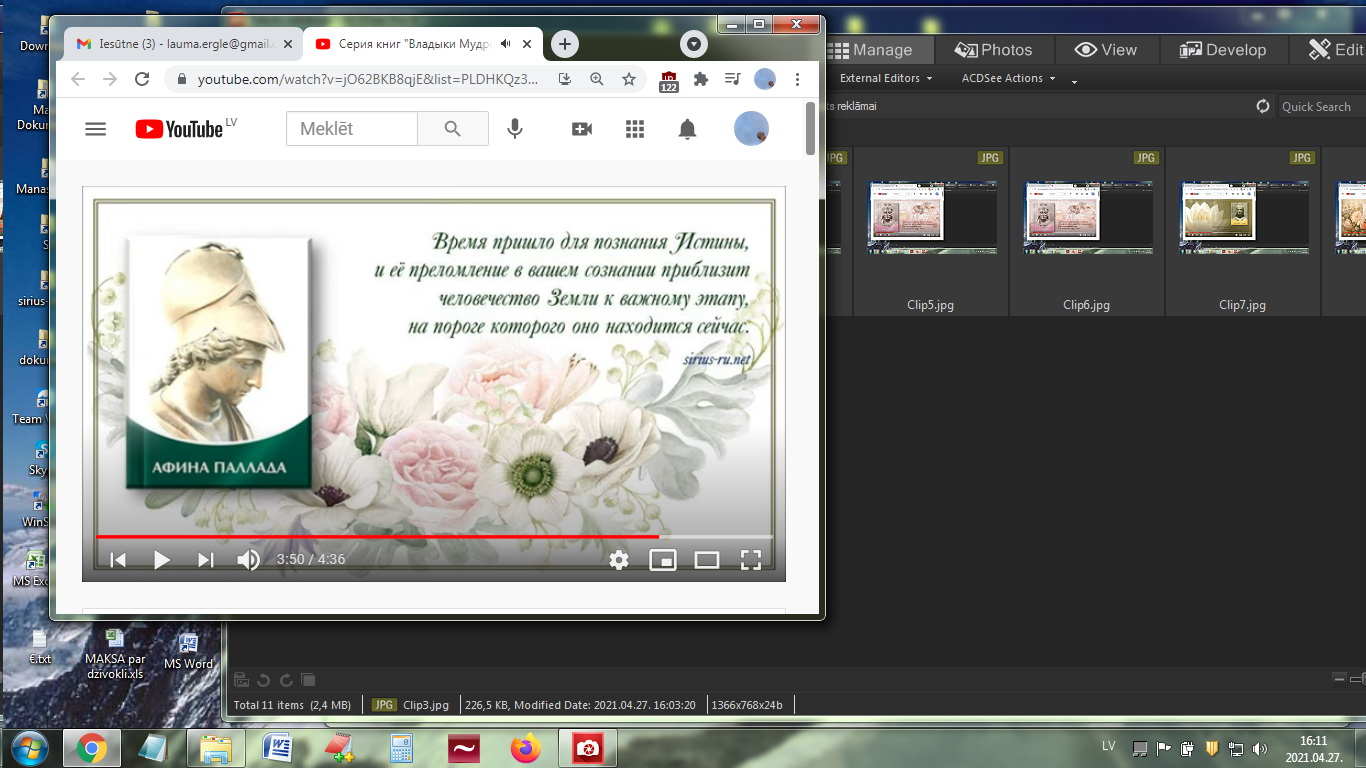 Iesūtne (3) - lauma.ergle@gmail.
Серия книг "Владыки Мудр
youtube.com/watch?v=jO62BKB8qjE&list=PLDHKQz3...
122
YouTube LV
Meklēt
Время пришло для познания Истины,
и её преломление в вашем сознании приблизит
человечество Земли к важному этапу,
на пороге которого оно находится сейчас.
sirius-ru.net
АФИНА ПАЛЛАДА
3:50 / 4:36
Manage
Photos
View
Develop
Edit
External Editors
ACDSee Actions
ts reklāmai
Quick Search
JPG
JPG
JPG
JPG
Clip5.jpg
Clip6.jpg
Clip7.jpg
Down
Ma
Dokum
Manas
S
sirius-
dokum
Team
Sky
WinS
MS Exc
€.txt
MAKSA par
dzivokli.xls
MS Word
Total 11 items (2,4 MB)
JPG
Clip3.jpg
226,5 KB, Modified Date: 2021.04.27. 16:03:20
1366x768x24b
LV
16:11
2021.04.27.